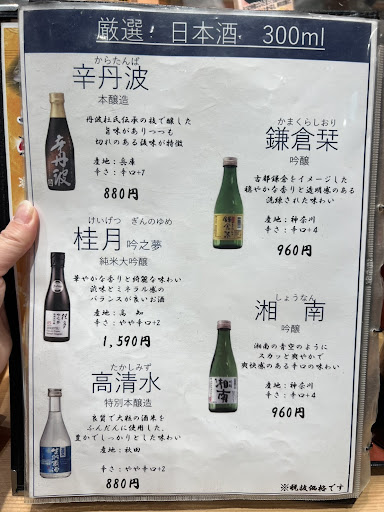 厳選！日本酒 300ml
からたんば
辛丹波
本醸造
丹波杜氏伝承の技で醸した
旨味がありつつも
切れのある後味が特徴
産地：兵庫
辛さ：辛口+7
880円
かまくらしおり
鎌倉栞
吟醸
古都鎌倉をイメージした
穏やかな香りと透明感のある
洗練された味わい
産地：神奈川
辛さ：辛口+4
960円
けいげつ ぎんのゆめ
桂月 吟之夢
純米大吟醸
華やかな香りと綺麗な味わい
渋味とミネラル感の
バランスが良いお酒
産地：高知
辛さ：やや辛口+2
1,590円
しょうなん
湘南
吟醸
湘南の青空のように
スカッと爽やかで
爽快感のある辛口の味わい
産地：神奈川
辛さ：辛口+4
960円
たかしみず
高清水
特別本醸造
良質で大粒の酒米を
ふんだんに使用した、
豊かでしっかりとした味わい
産地：秋田
辛さ：やや辛口+2
880円
※税抜価格です
辛丹波
湘南